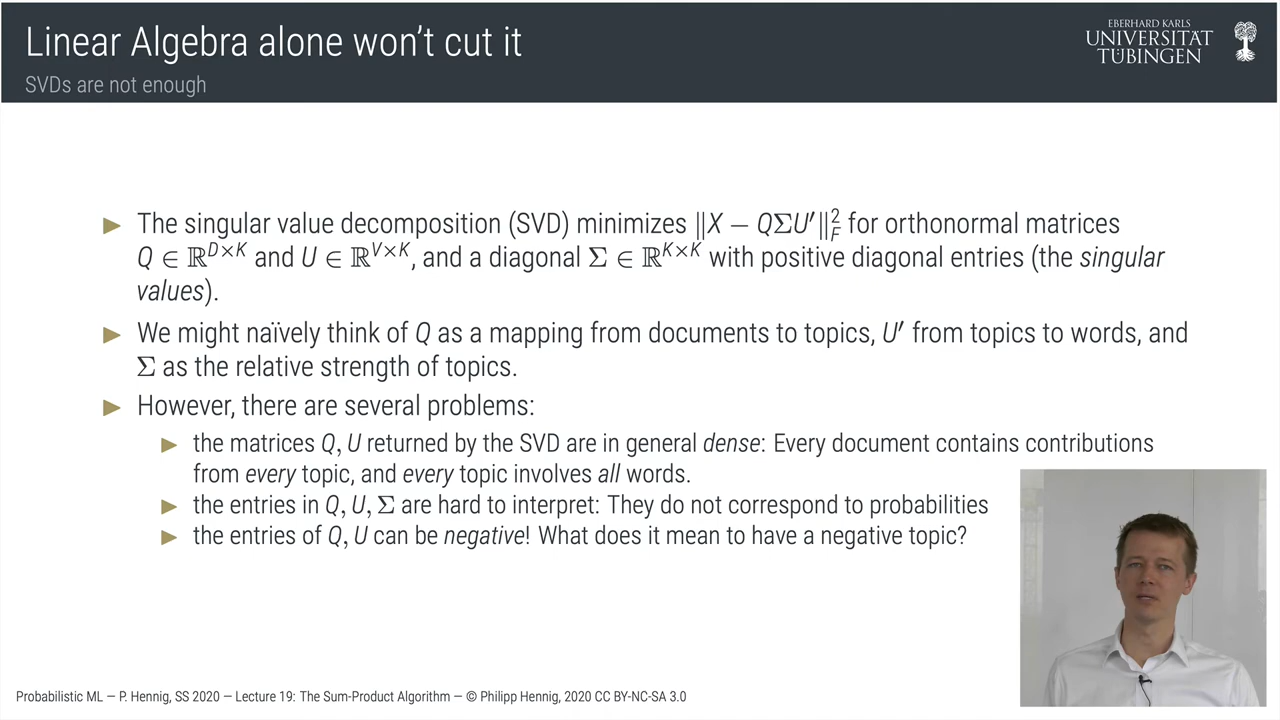 Linear Algebra alone won't cut it
SVDs are not enough
EBERHARD KARLS
UNIVERSITÄT
TÜBINGEN
▶ The singular value decomposition (SVD) minimizes ‖X − QΣU′‖²_F for orthonormal matrices
Q ∈ ℝ^{D×K} and U ∈ ℝ^{V×K}, and a diagonal Σ ∈ ℝ^{K×K} with positive diagonal entries (the singular
values).
▶ We might naïvely think of Q as a mapping from documents to topics, U′ from topics to words, and
Σ as the relative strength of topics.
▶ However, there are several problems:
▶ the matrices Q, U returned by the SVD are in general dense: Every document contains contributions
from every topic, and every topic involves all words.
▶ the entries in Q, U, Σ are hard to interpret: They do not correspond to probabilities
▶ the entries of Q, U can be negative! What does it mean to have a negative topic?
Probabilistic ML — P. Hennig, SS 2020 — Lecture 19: The Sum-Product Algorithm — © Philipp Hennig, 2020 CC BY-NC-SA 3.0